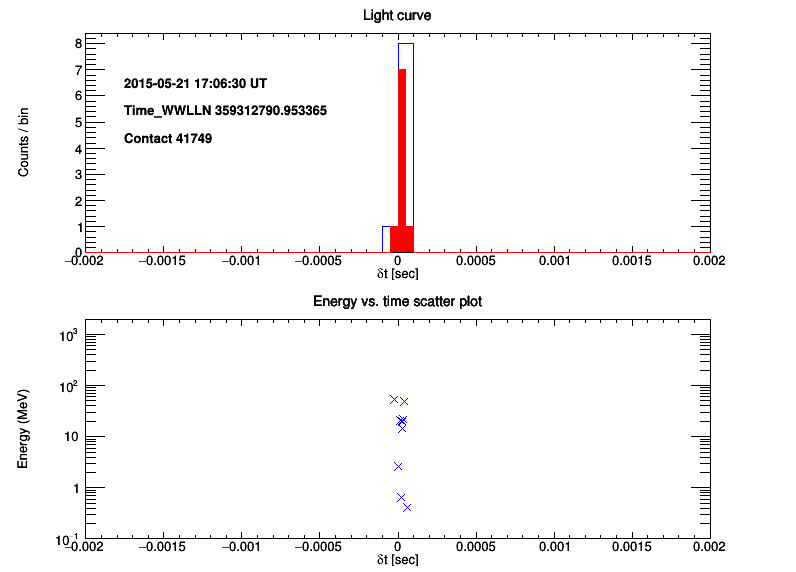 Light curve
8
7
6
5
4
3
2
1
0
Counts / bin
2015-05-21 17:06:30 UT
Time_WWLLN 359312790.953365
Contact 41749
−0.002 −0.0015 −0.001 −0.0005 0 0.0005 0.001 0.0015 0.002
δt [sec]
Energy vs. time scatter plot
10³
10²
10
1
10⁻¹
Energy (MeV)
−0.002 −0.0015 −0.001 −0.0005 0 0.0005 0.001 0.0015 0.002
δt [sec]